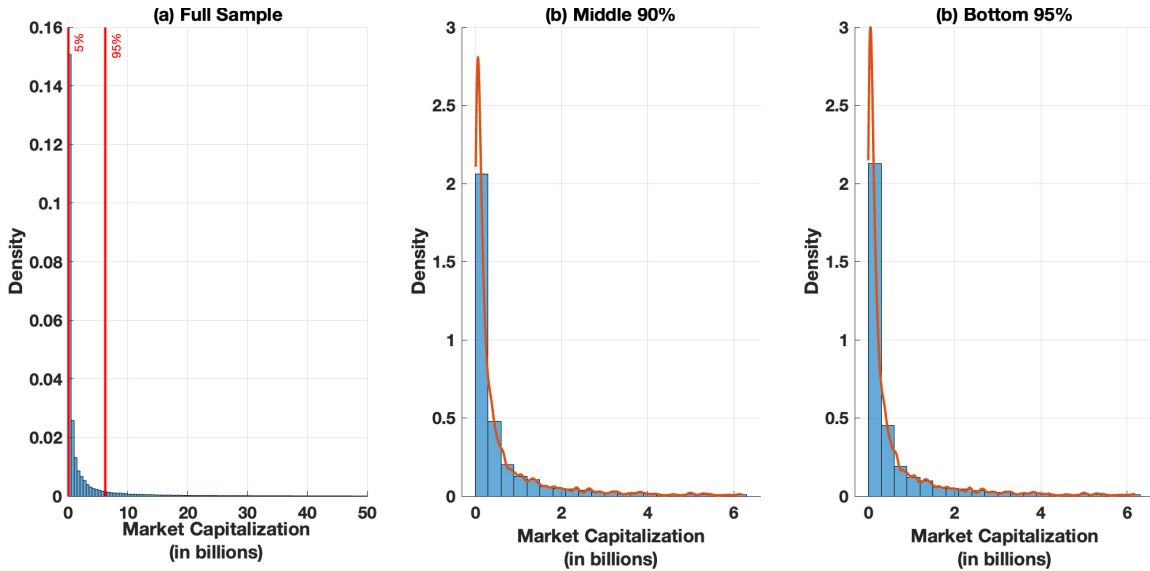 (a) Full Sample
0.16
0.14
0.12
0.1
0.08
0.06
0.04
0.02
0
Density
5%
95%
0 10 20 30 40 50
Market Capitalization
(in billions)
(b) Middle 90%
3
2.5
2
1.5
1
0.5
0
Density
0 2 4 6
Market Capitalization
(in billions)
(b) Bottom 95%
3
2.5
2
1.5
1
0.5
0
Density
0 2 4 6
Market Capitalization
(in billions)